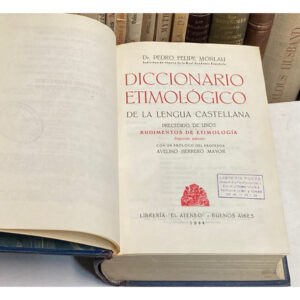 Dr. PEDRO FELIPE MONLAU
DICCIONARIO
ETIMOLÓGICO
DE LA LENGUA CASTELLANA
PRECEDIDO DE UNOS
RUDIMENTOS DE ETIMOLOGÍA
CON UN PRÓLOGO DEL PROFESOR
AVELINO HERRERO MAYOR
LIBRERÍA "EL ATENEO" • BUENOS AIRES
1944